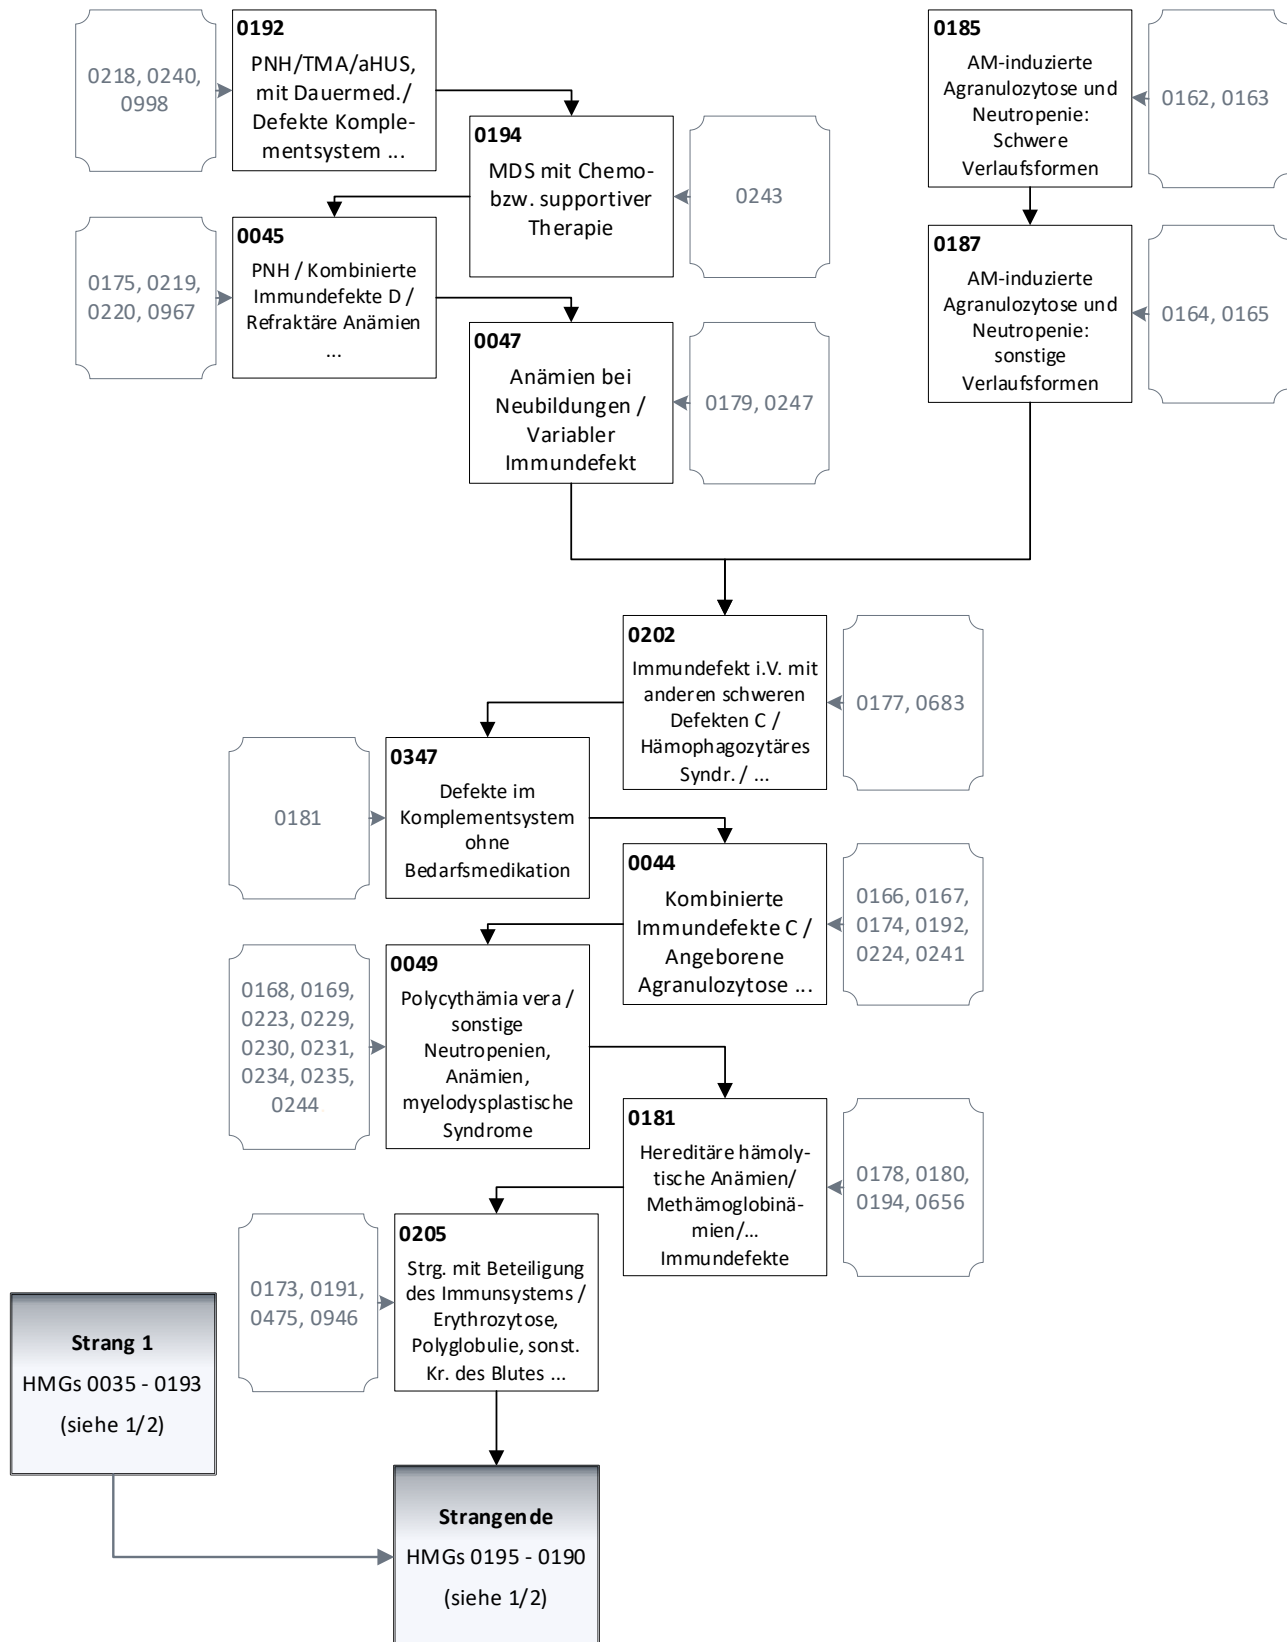 0218, 0240,
0998
0192
PNH/TMA/aHUS,
mit Dauermed./
Defekte Komple-
mentsystem ...
0194
MDS mit Chemo-
bzw. supportiver
Therapie
0243
0185
AM-induzierte
Agranulozytose und
Neutropenie:
Schwere
Verlaufsformen
0162, 0163
0175, 0219,
0220, 0967
0045
PNH / Kombinierte
Immundefekte D /
Refraktäre Anämien
...
0047
Anämien bei
Neubildungen /
Variabler
Immundefekt
0179, 0247
0187
AM-induzierte
Agranulozytose und
Neutropenie:
sonstige
Verlaufsformen
0164, 0165
0202
Immundefekt i.V. mit
anderen schweren
Defekten C /
Hämophagozytäres
Syndr. / ...
0177, 0683
0181
0347
Defekte im
Komplementsystem
ohne
Bedarfsmedikation
0044
Kombinierte
Immundefekte C /
Angeborene
Agranulozytose ...
0166, 0167,
0174, 0192,
0224, 0241
0168, 0169,
0223, 0229,
0230, 0231,
0234, 0235,
0244
0049
Polycythämia vera /
sonstige
Neutropenien,
Anämien,
myelodysplastische
Syndrome
0181
Hereditäre hämoly-
tische Anämien/
Methämoglobinä-
mien/...
Immundefekte
0178, 0180,
0194, 0656
0173, 0191,
0475, 0946
0205
Strg. mit Beteiligung
des Immunsystems /
Erythrozytose,
Polyglobulie, sonst.
Kr. des Blutes ...
Strang 1
HMGs 0035 - 0193
(siehe 1/2)
Strangende
HMGs 0195 - 0190
(siehe 1/2)